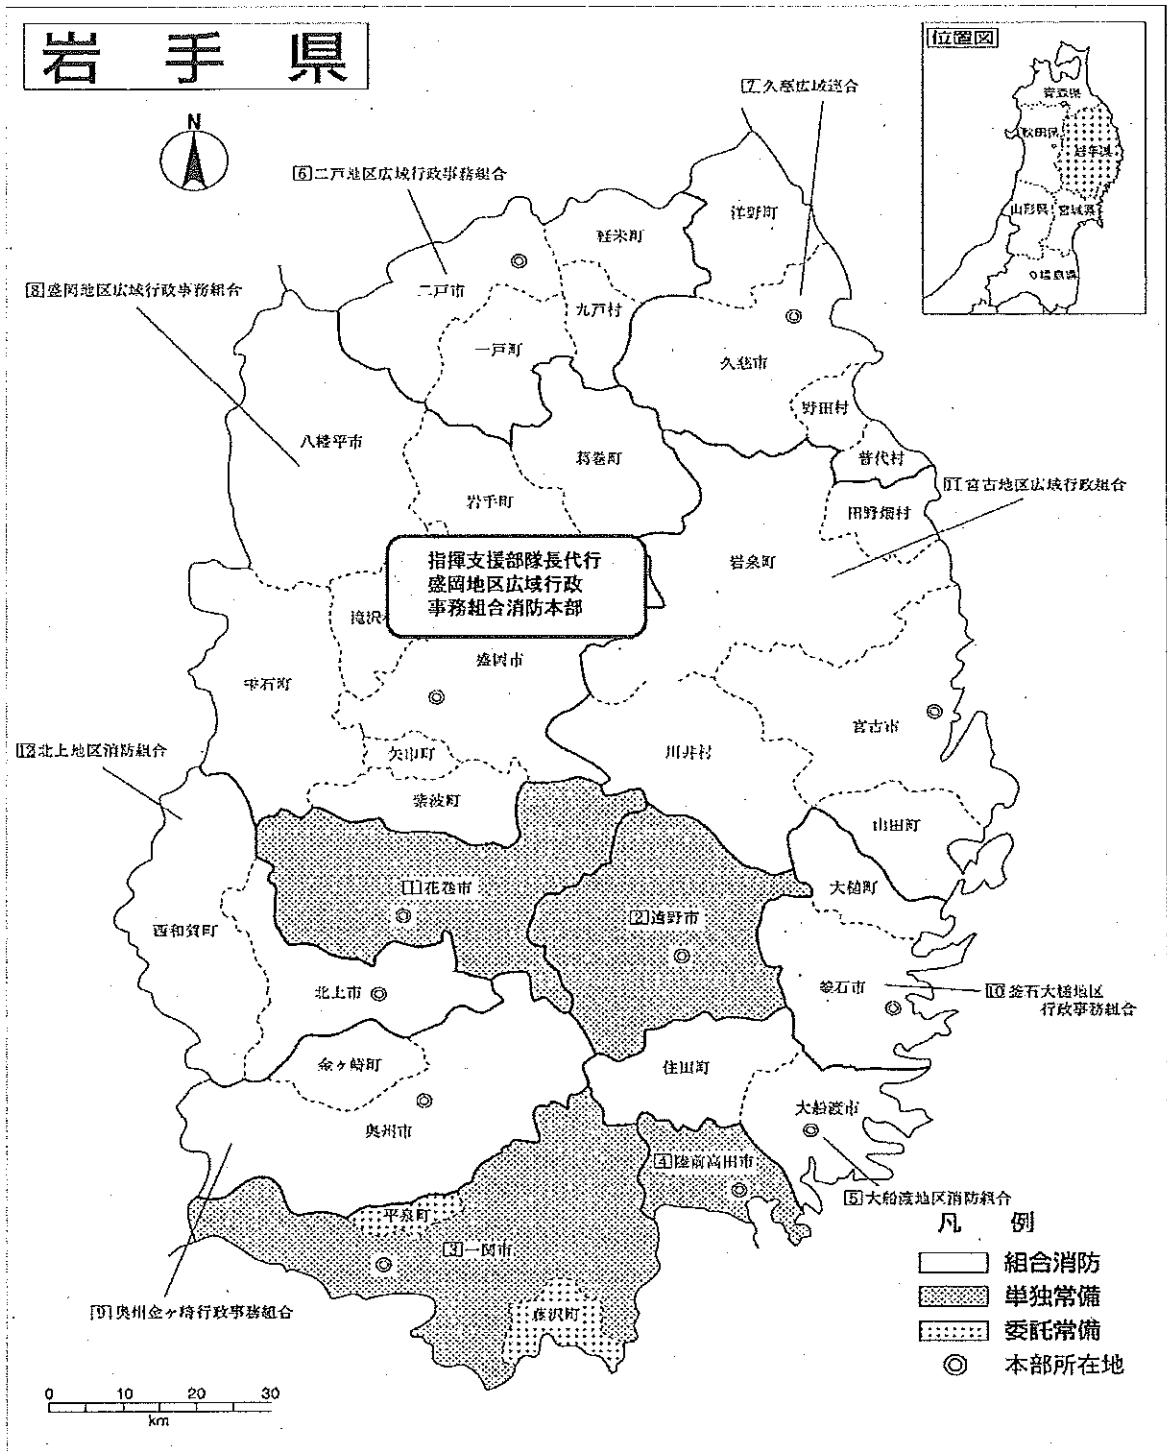 岩手県
位置図
青森県
秋田県
岩手県
山形県
宮城県
福島県
N
7 久慈広域連合
6 二戸地区広域行政事務組合
8 盛岡地区広域行政事務組合
洋野町
軽米町
二戸市
九戸村
一戸町
久慈市
野田村
普代村
八幡平市
葛巻町
岩手町
11 宮古地区広域行政組合
田野畑村
岩泉町
指揮支援部隊長代行
盛岡地区広域行政
事務組合消防本部
滝沢
盛岡市
雫石町
宮古市
川井村
12 北上地区消防組合
矢巾町
紫波町
山田町
大槌町
1 花巻市
2 遠野市
西和賀町
北上市
釜石市
10 釜石大槌地区
行政事務組合
金ヶ崎町
住田町
大船渡市
奥州市
4 陸前高田市
5 大船渡地区消防組合
平泉町
3 一関市
9 奥州金ヶ崎行政事務組合
藤沢町
凡例
組合消防
単独常備
委託常備
本部所在地
0 10 20 30
km